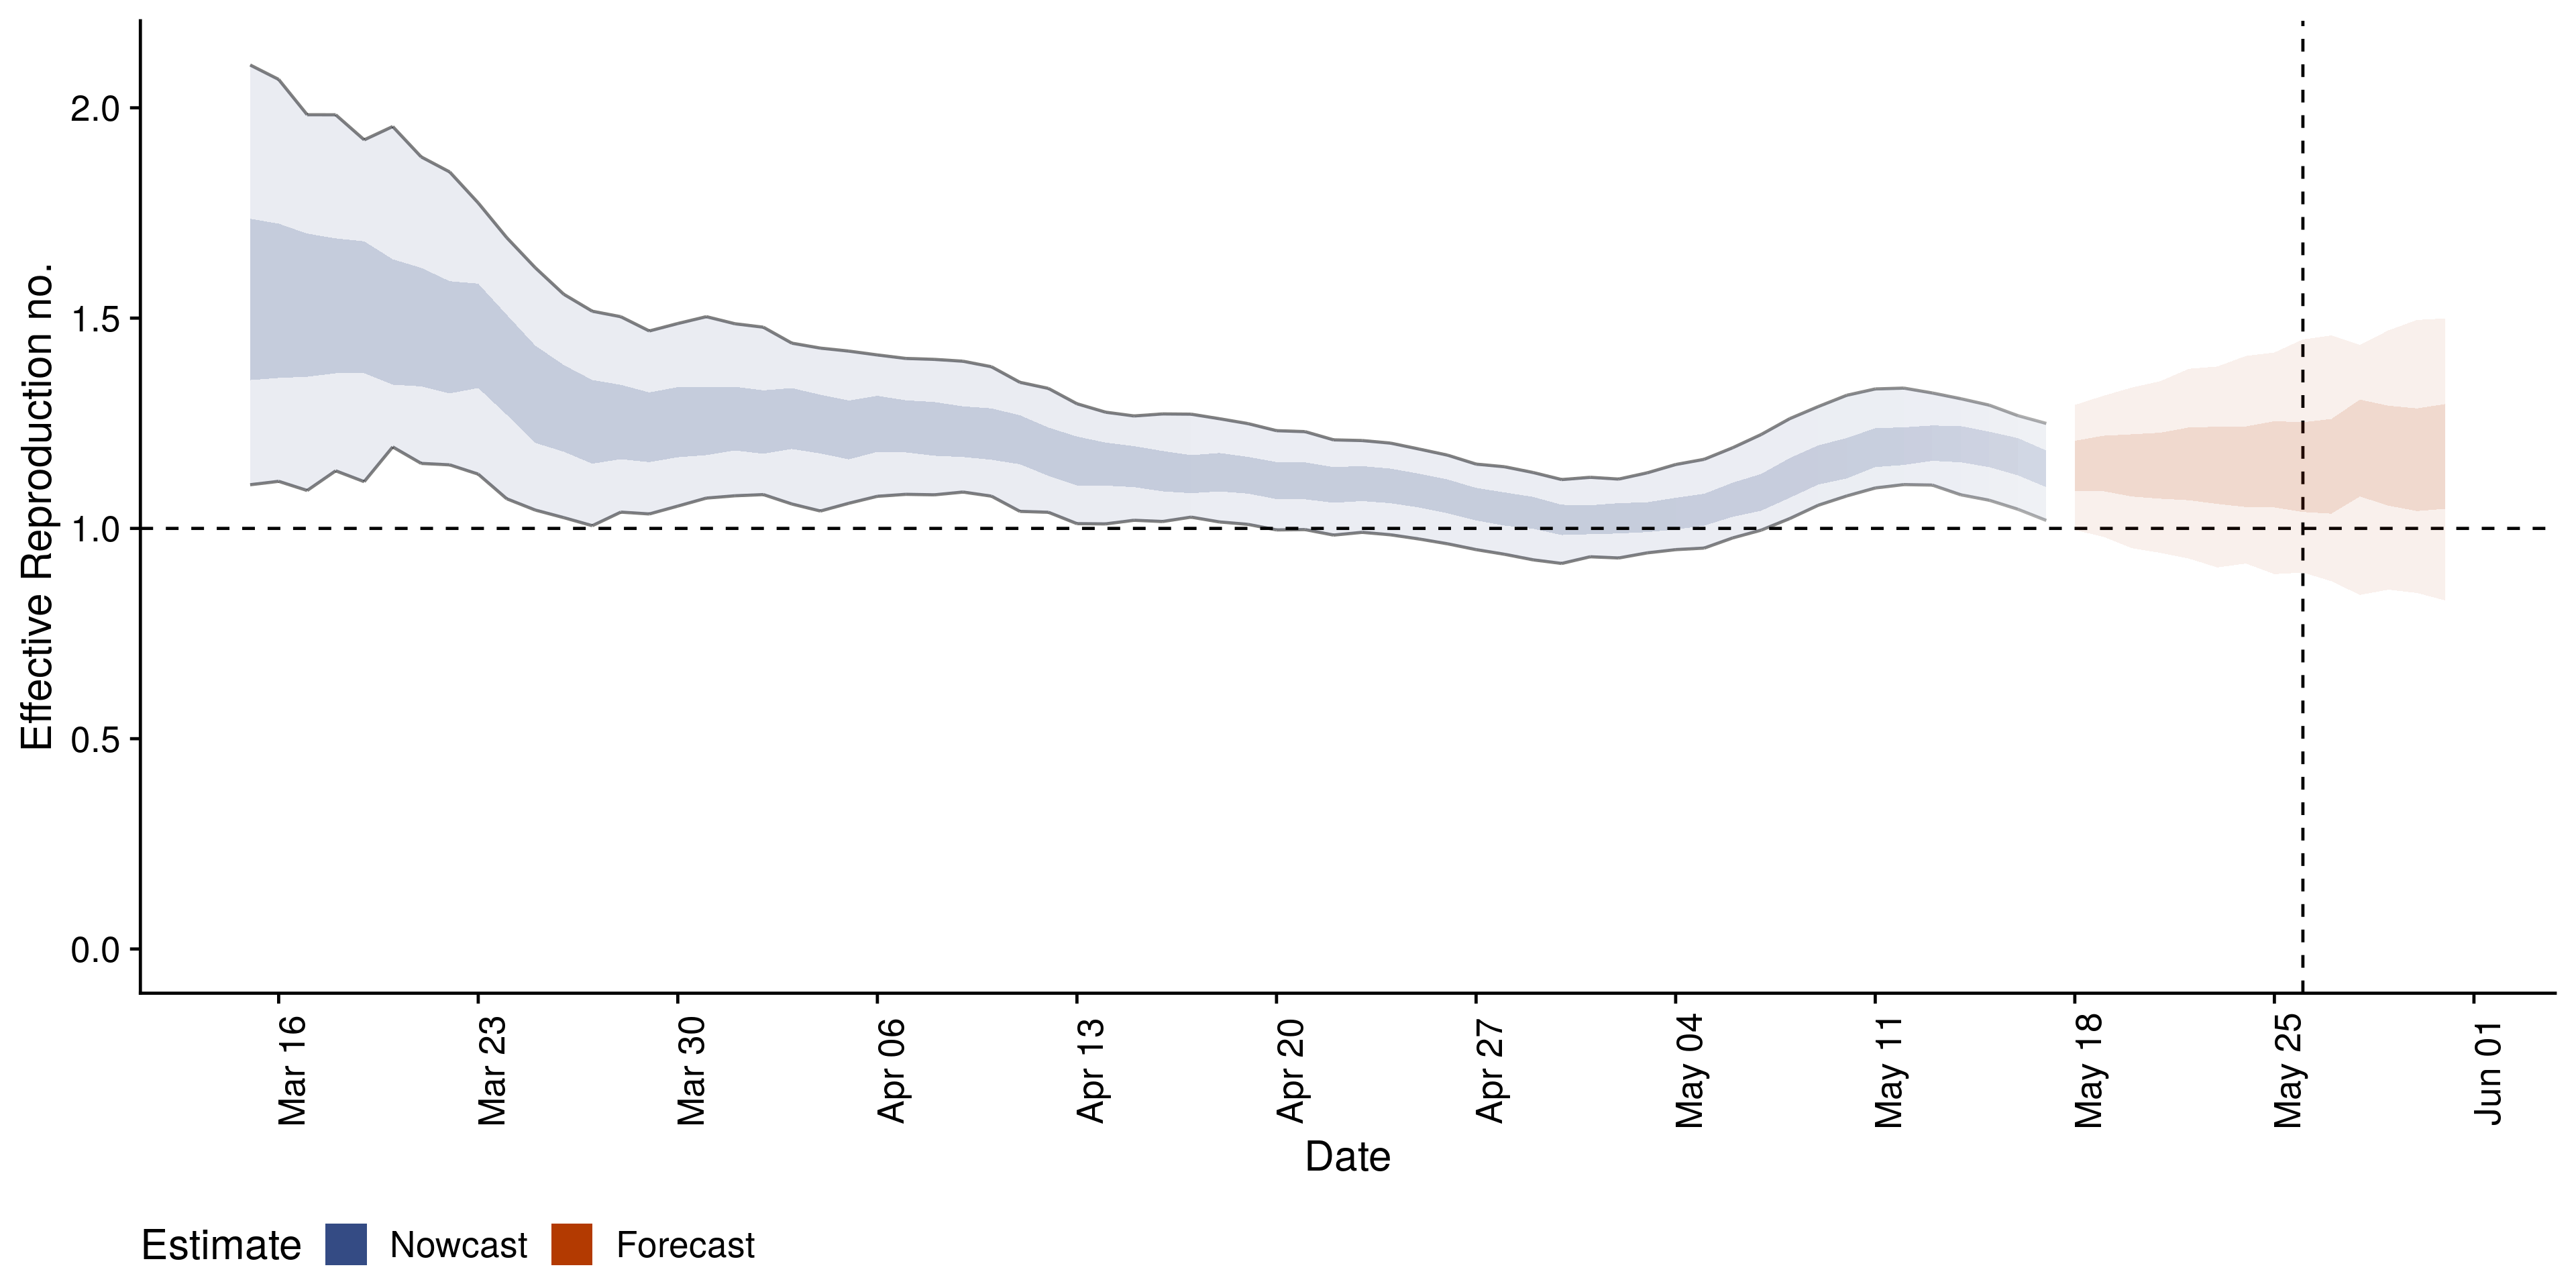 Effective Reproduction no.
2.0
1.5
1.0
0.5
0.0
Mar 16
Mar 23
Mar 30
Apr 06
Apr 13
Apr 20
Apr 27
May 04
May 11
May 18
May 25
Jun 01
Date
Estimate Nowcast Forecast